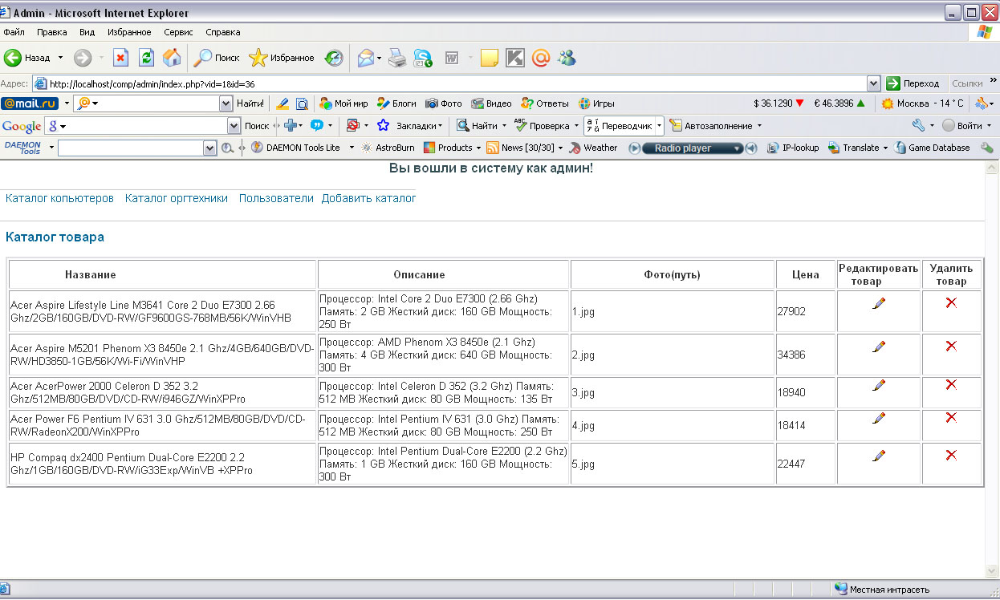 Admin - Microsoft Internet Explorer
Файл Правка Вид Избранное Сервис Справка
Назад Поиск Избранное
Адрес: http://localhost/comp/admin/index.php?vid=1&id=36 Переход Ссылки »
@mail.ru Найти! Мой мир Блоги Фото Видео Ответы Игры $ 36.1290 € 46.3896 Москва - 14 °C
Google Поиск Закладки Найти Проверка Переводчик Автозаполнение Войти
DAEMON Tools DAEMON Tools Lite AstroBurn Products News [30/30] Weather Radio player IP-lookup Translate Game Database
Вы вошли в систему как админ!
Каталог копьютеров Каталог оргтехники Пользователи Добавить каталог
Каталог товара
Название Описание Фото(путь) Цена Редактировать товар Удалить товар
Acer Aspire Lifestyle Line M3641 Core 2 Duo E7300 2.66
Ghz/2GB/160GB/DVD-RW/GF9600GS-768MB/56K/WinVHB
Процессор: Intel Core 2 Duo E7300 (2.66 Ghz)
Память: 2 GB Жесткий диск: 160 GB Мощность:
250 Вт
1.jpg
27902
Acer Aspire M5201 Phenom X3 8450e 2.1 Ghz/4GB/640GB/DVD-
RW/HD3850-1GB/56K/Wi-Fi/WinVHP
Процессор: AMD Phenom X3 8450e (2.1 Ghz)
Память: 4 GB Жесткий диск: 640 GB Мощность:
300 Вт
2.jpg
34386
Acer AcerPower 2000 Celeron D 352 3.2
Ghz/512MB/80GB/DVD/CD-RW/i946GZ/WinXPPro
Процессор: Intel Celeron D 352 (3.2 Ghz) Память:
512 MB Жесткий диск: 80 GB Мощность: 135 Вт
3.jpg
18940
Acer Power F6 Pentium IV 631 3.0 Ghz/512MB/80GB/DVD/CD-
RW/RadeonX200/WinXPPro
Процессор: Intel Pentium IV 631 (3.0 Ghz) Память:
512 MB Жесткий диск: 80 GB Мощность: 250 Вт
4.jpg
18414
HP Compaq dx2400 Pentium Dual-Core E2200 2.2
Ghz/1GB/160GB/DVD-RW/iG33Exp/WinVB +XPPro
Процессор: Intel Pentium Dual-Core E2200 (2.2 Ghz)
Память: 1 GB Жесткий диск: 160 GB Мощность:
300 Вт
5.jpg
22447
Местная интрасеть